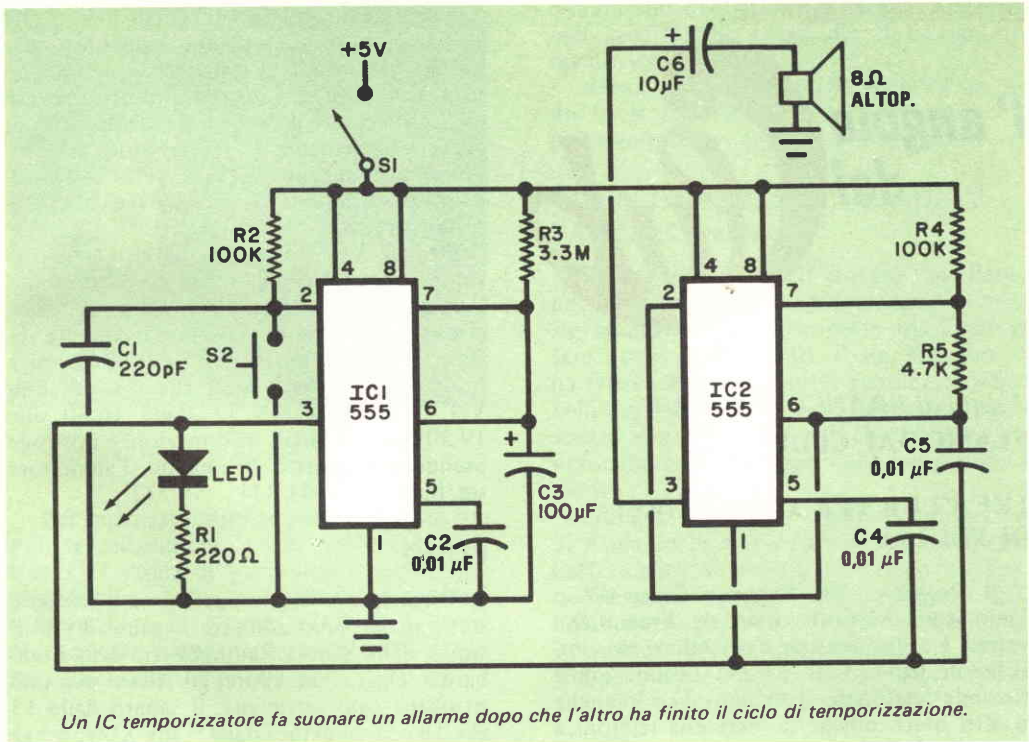 +5V
S1
C6
+
10µF
8Ω
ALTOP.
R2
100K
4
8
R3
3.3M
4
8
R4
100K
2
7
2
7
C1
220pF
S2
IC1
555
IC2
555
R5
4.7K
3
6
6
LED1
+
C5
0,01 µF
5
3
5
R1
220Ω
1
C2
0,01 µF
C3
100µF
1
C4
0,01 µF
Un IC temporizzatore fa suonare un allarme dopo che l'altro ha finito il ciclo di temporizzazione.